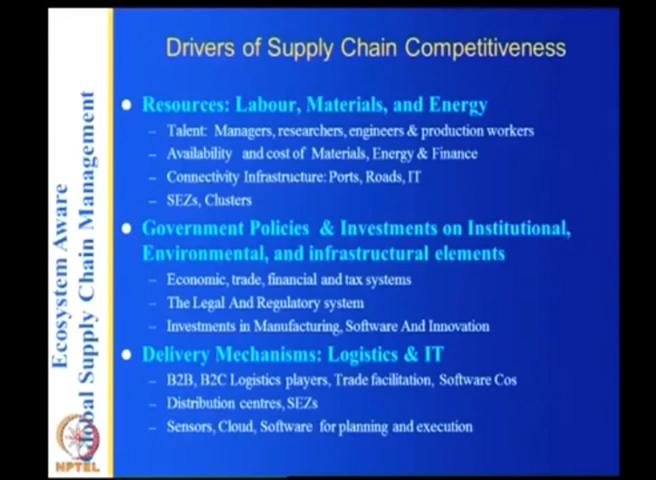 Drivers of Supply Chain Competitiveness
Resources: Labour, Materials, and Energy
– Talent: Managers, researchers, engineers & production workers
– Availability and cost of Materials, Energy & Finance
– Connectivity Infrastructure: Ports, Roads, IT
– SEZs, Clusters
Government Policies & Investments on Institutional,
Environmental, and infrastructural elements
– Economic, trade, financial and tax systems
– The Legal And Regulatory system
– Investments in Manufacturing, Software And Innovation
Delivery Mechanisms: Logistics & IT
– B2B, B2C Logistics players, Trade facilitation, Software Cos
– Distribution centres, SEZs
– Sensors, Cloud, Software for planning and execution
Ecosystem Aware
Global Supply Chain Management
NPTEL